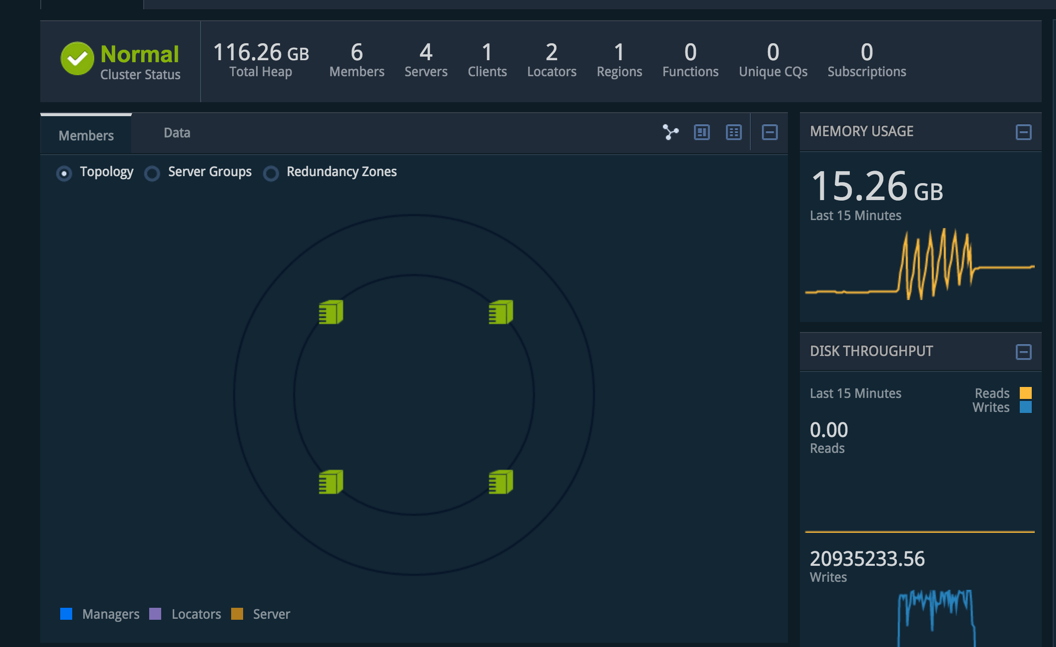 Normal
Cluster Status
116.26 GB
Total Heap
6
Members
4
Servers
1
Clients
2
Locators
1
Regions
0
Functions
0
Unique CQs
0
Subscriptions
Members
Data
Topology
Server Groups
Redundancy Zones
Managers
Locators
Server
MEMORY USAGE
15.26 GB
Last 15 Minutes
DISK THROUGHPUT
Last 15 Minutes
Reads
Writes
0.00
Reads
20935233.56
Writes